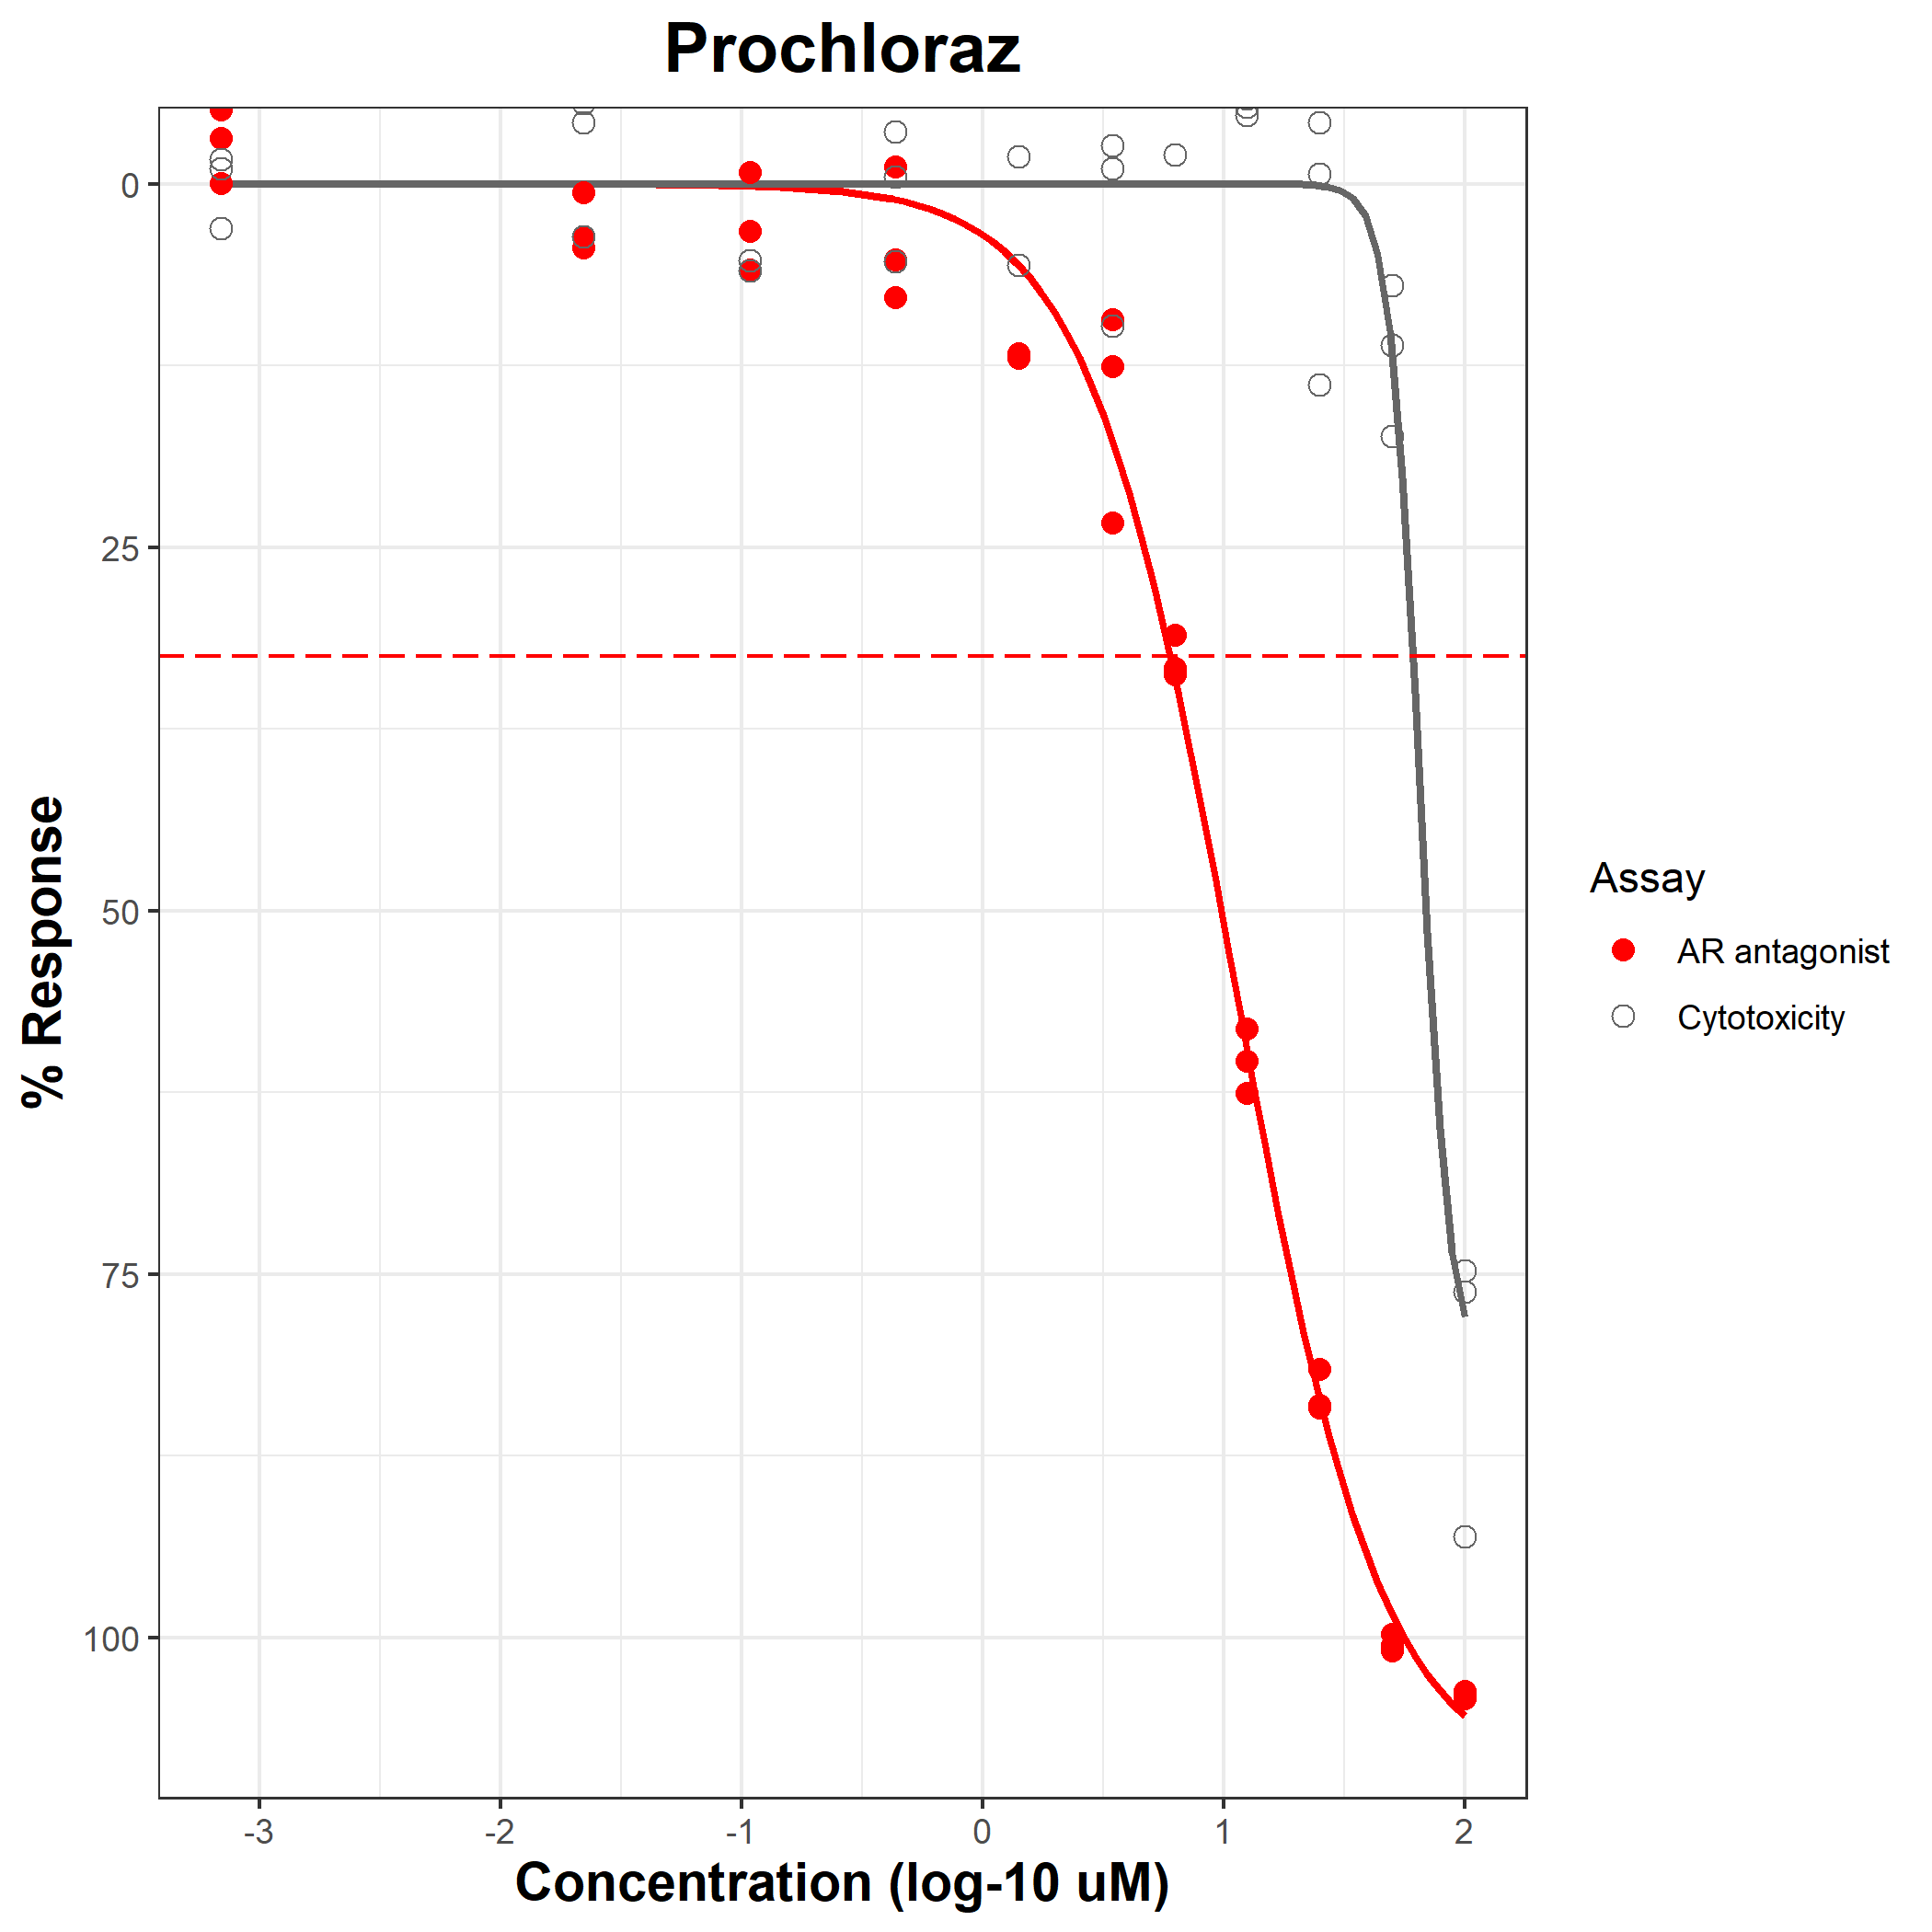 Prochloraz
% Response
0
25
50
75
100
-3 -2 -1 0 1 2
Concentration (log-10 uM)
Assay
AR antagonist
Cytotoxicity